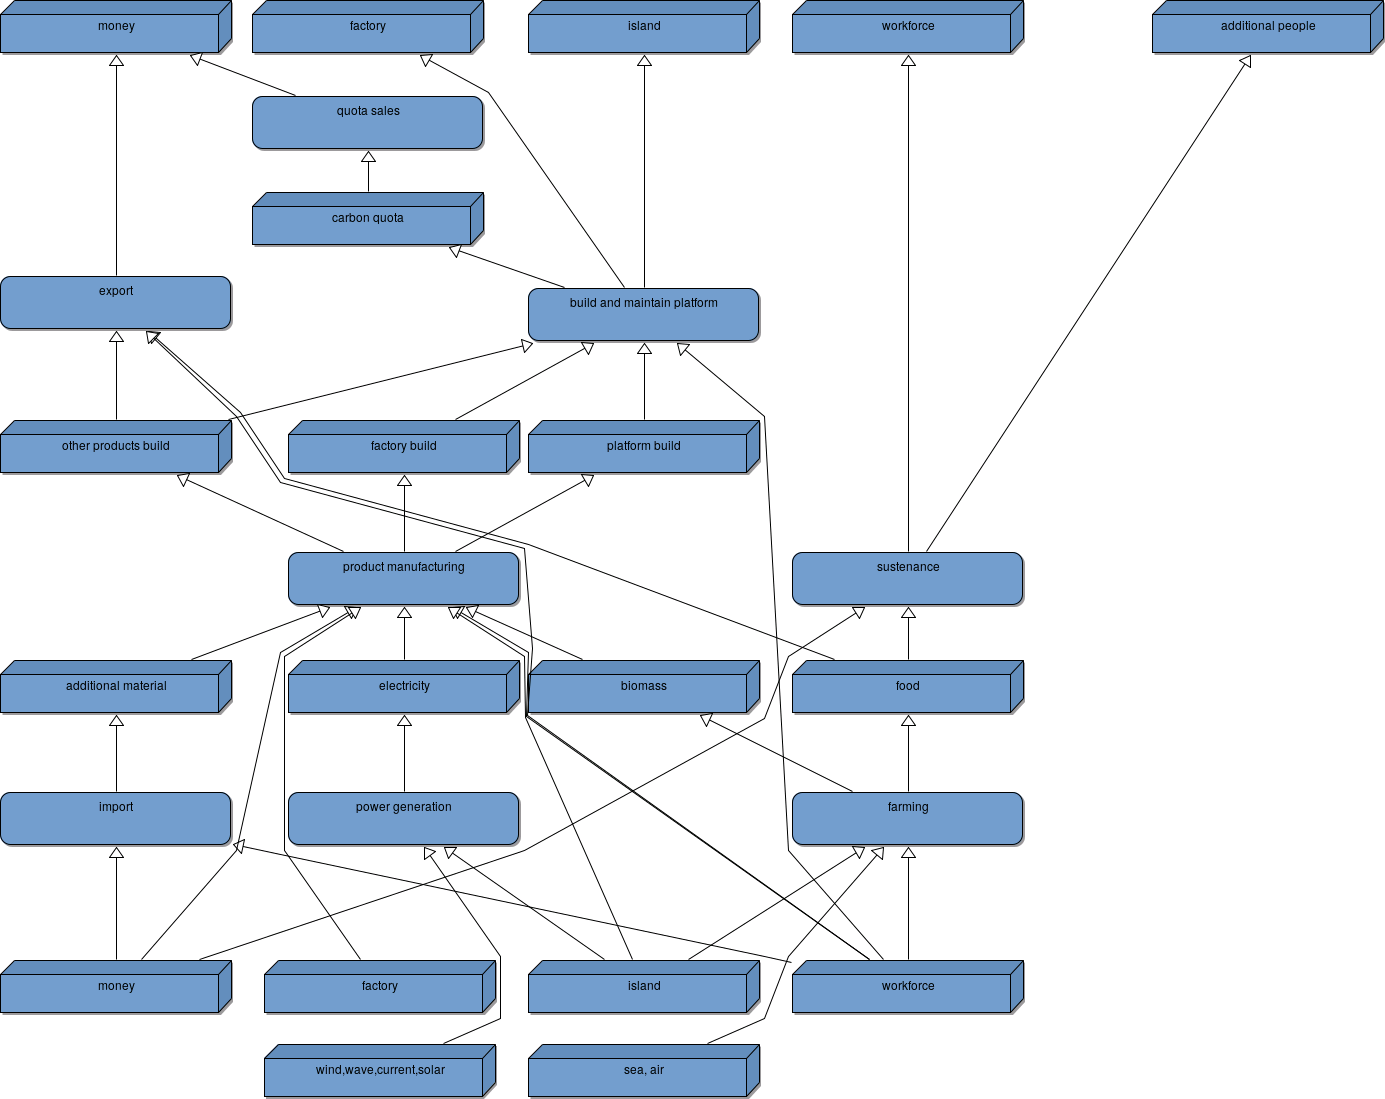 money
factory
island
workforce
additional people
quota sales
carbon quota
export
build and maintain platform
other products build
factory build
platform build
product manufacturing
sustenance
additional material
electricity
biomass
food
import
power generation
farming
money
factory
island
workforce
wind,wave,current,solar
sea, air